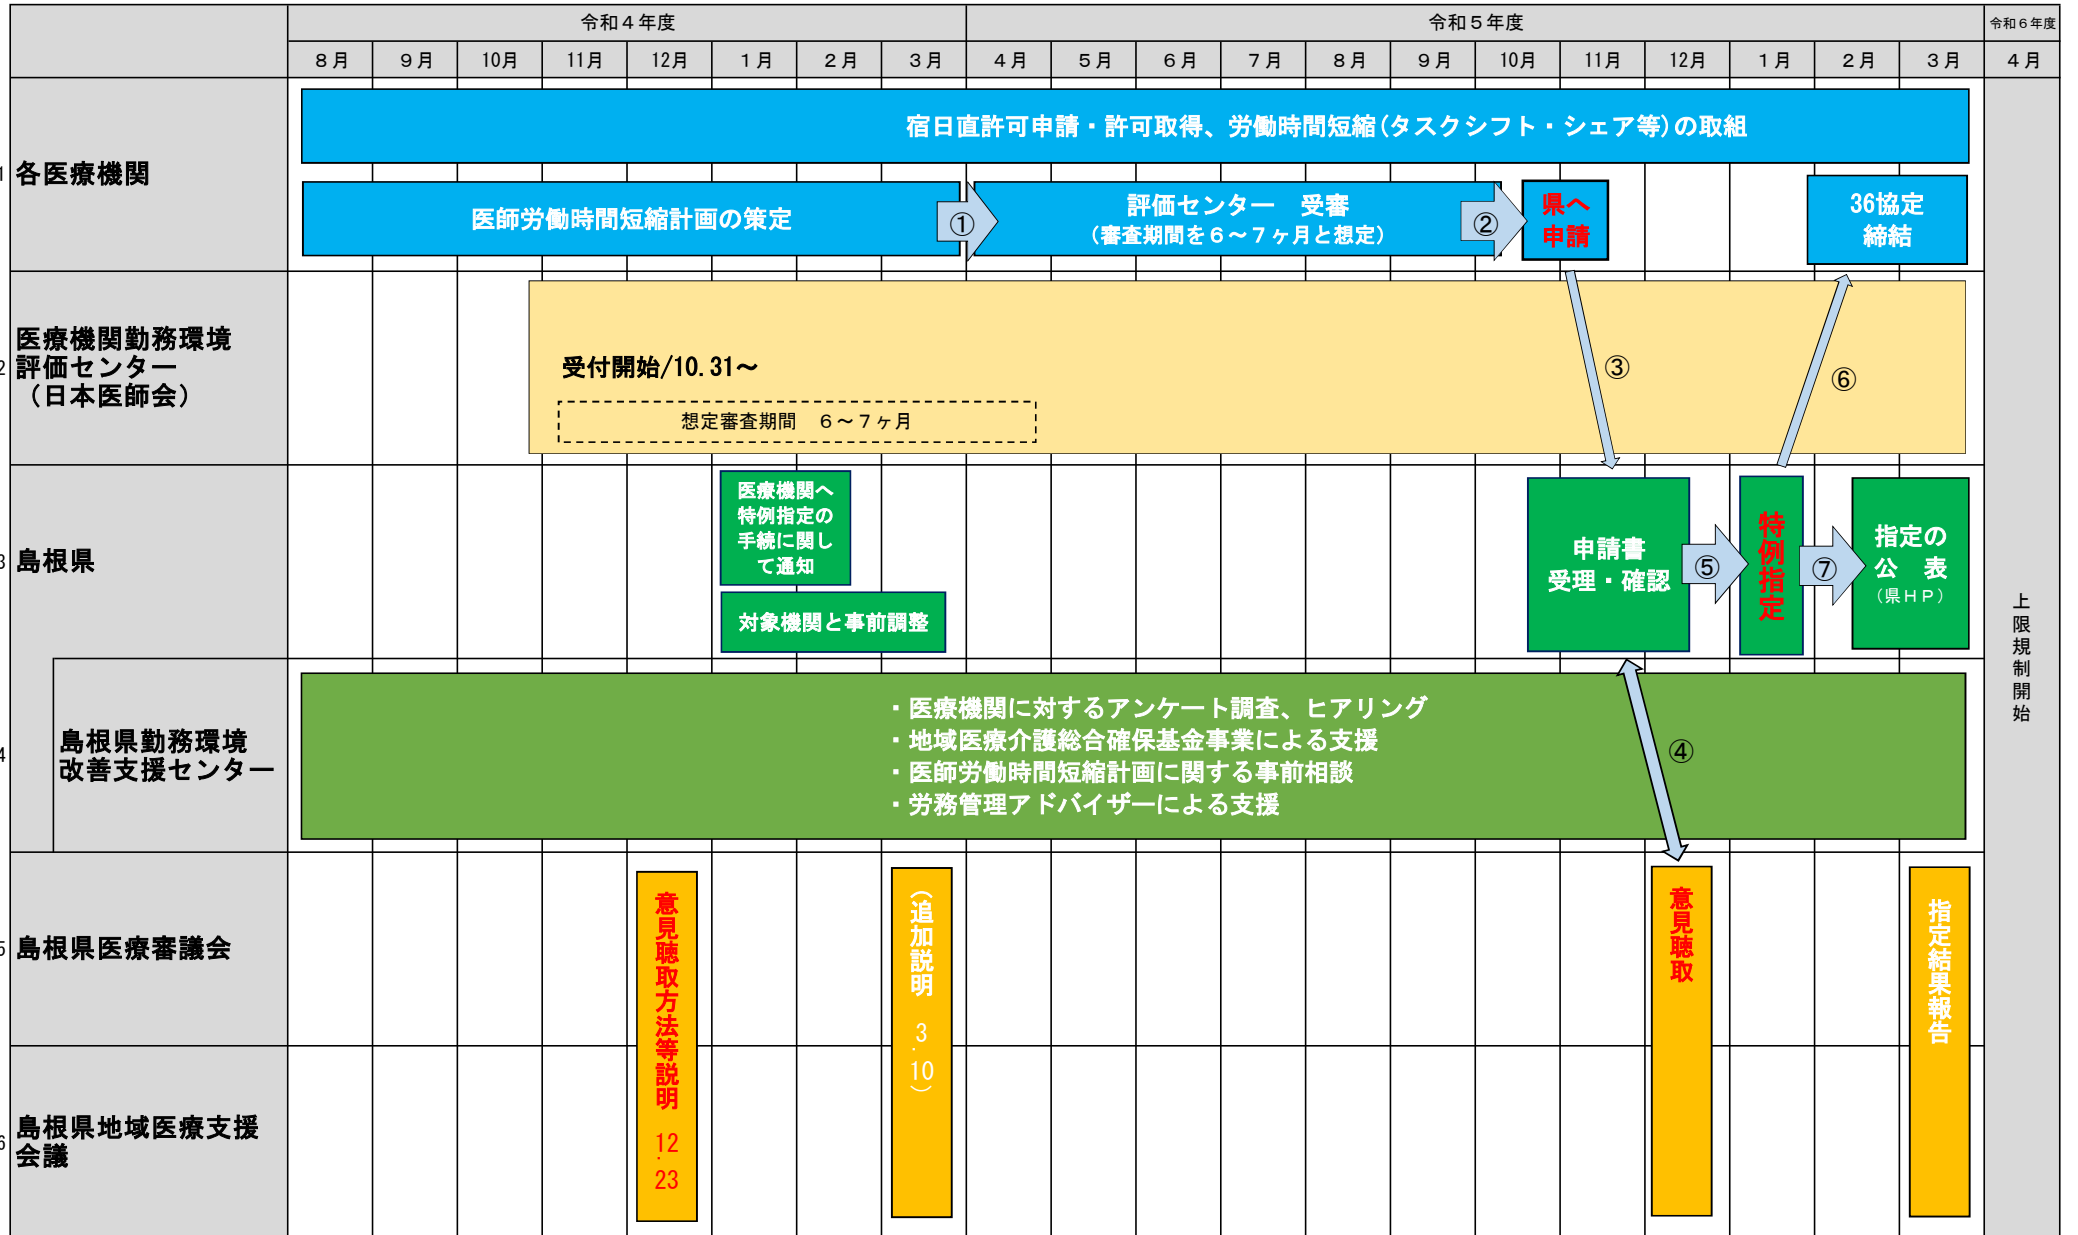 令和４年度
令和５年度
令和６年度
８月
９月
10月
11月
12月
１月
２月
３月
４月
５月
６月
７月
８月
９月
10月
11月
12月
１月
２月
３月
４月
1
各医療機関
宿日直許可申請・許可取得、労働時間短縮(タスクシフト・シェア等)の取組
医師労働時間短縮計画の策定
①
評価センター　受審
（審査期間を６～７ヶ月と想定）
②
県へ
申請
36協定
締結
2
医療機関勤務環境
評価センター
（日本医師会）
受付開始/10.31～
想定審査期間　６～７ヶ月
③
⑥
3
島根県
医療機関へ
特例指定の
手続に関し
て通知
対象機関と事前調整
申請書
受理・確認
⑤
特例指定
⑦
指定の
公　表
（県ＨＰ）
上限規制開始
4
島根県勤務環境
改善支援センター
・医療機関に対するアンケート調査、ヒアリング
・地域医療介護総合確保基金事業による支援
・医師労働時間短縮計画に関する事前相談
・労務管理アドバイザーによる支援
④
5
島根県医療審議会
意見聴取方法等説明　12.23
（追加説明　3.10）
意見聴取
指定結果報告
6
島根県地域医療支援
会議